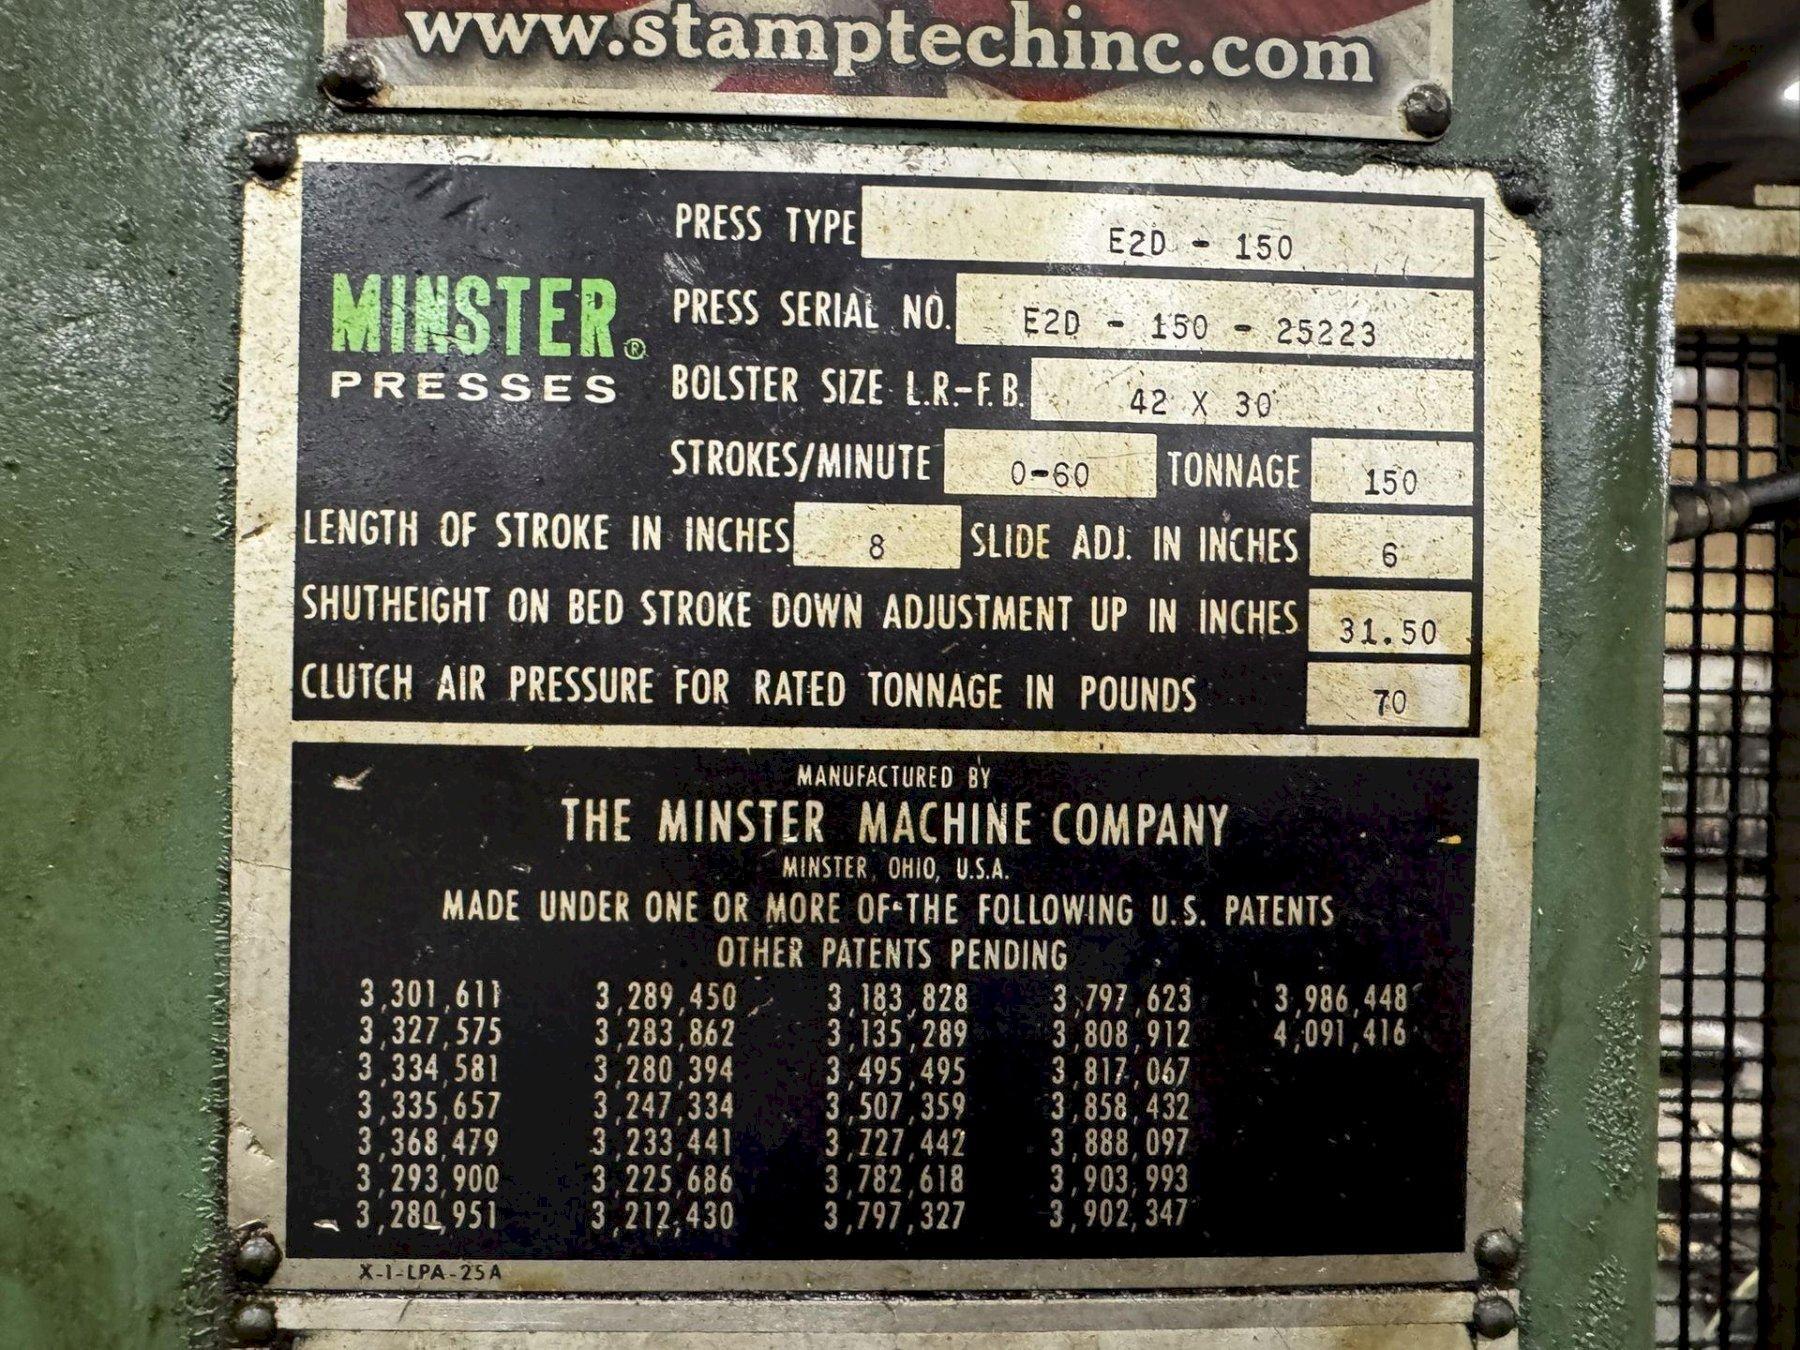 www.stamptechinc.com
MINSTER®
PRESSES
PRESS TYPE E2D - 150
PRESS SERIAL NO. E2D - 150 - 25223
BOLSTER SIZE L.R.-F.B. 42 X 30
STROKES/MINUTE 0-60 TONNAGE 150
LENGTH OF STROKE IN INCHES 8 SLIDE ADJ. IN INCHES 6
SHUTHEIGHT ON BED STROKE DOWN ADJUSTMENT UP IN INCHES 31.50
CLUTCH AIR PRESSURE FOR RATED TONNAGE IN POUNDS 70
MANUFACTURED BY
THE MINSTER MACHINE COMPANY
MINSTER, OHIO, U.S.A.
MADE UNDER ONE OR MORE OF THE FOLLOWING U.S. PATENTS
OTHER PATENTS PENDING
3,301,611 3,289,450 3,183,828 3,797,623 3,986,448
3,327,575 3,283,862 3,135,289 3,808,912 4,091,416
3,334,581 3,280,394 3,495,495 3,817,067
3,335,657 3,247,334 3,507,359 3,858,432
3,368,479 3,233,441 3,727,442 3,888,097
3,293,900 3,225,686 3,782,618 3,903,993
3,280,951 3,212,430 3,797,327 3,902,347
X-1-LPA-25A